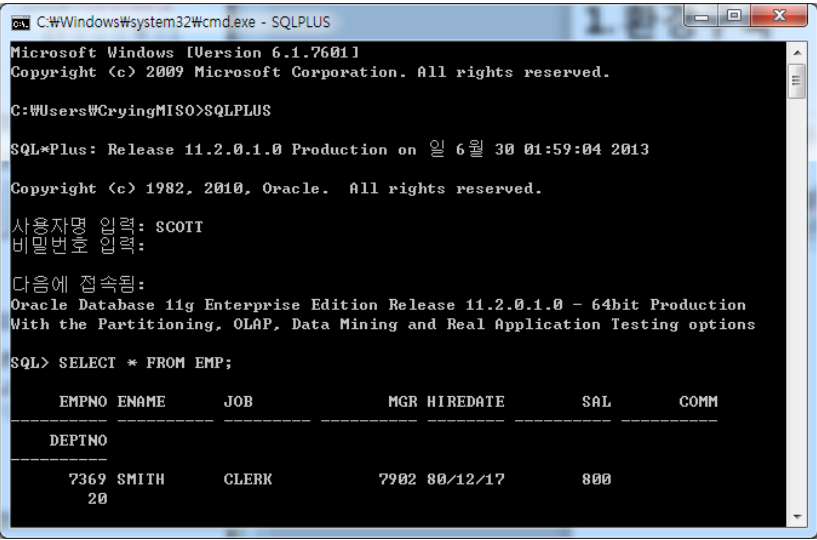 C:₩Windows₩system32₩cmd.exe - SQLPLUS
Microsoft Windows [Version 6.1.7601]
Copyright (c) 2009 Microsoft Corporation. All rights reserved.
C:₩Users₩CryingMISO>SQLPLUS
SQL*Plus: Release 11.2.0.1.0 Production on 일 6월 30 01:59:04 2013
Copyright (c) 1982, 2010, Oracle.  All rights reserved.
사용자명 입력: SCOTT
비밀번호 입력:
다음에 접속됨:
Oracle Database 11g Enterprise Edition Release 11.2.0.1.0 - 64bit Production
With the Partitioning, OLAP, Data Mining and Real Application Testing options
SQL> SELECT * FROM EMP;
     EMPNO ENAME      JOB              MGR HIREDATE        SAL       COMM
---------- ---------- --------- ---------- -------- ---------- ----------
    DEPTNO
----------
      7369 SMITH      CLERK           7902 80/12/17        800
        20